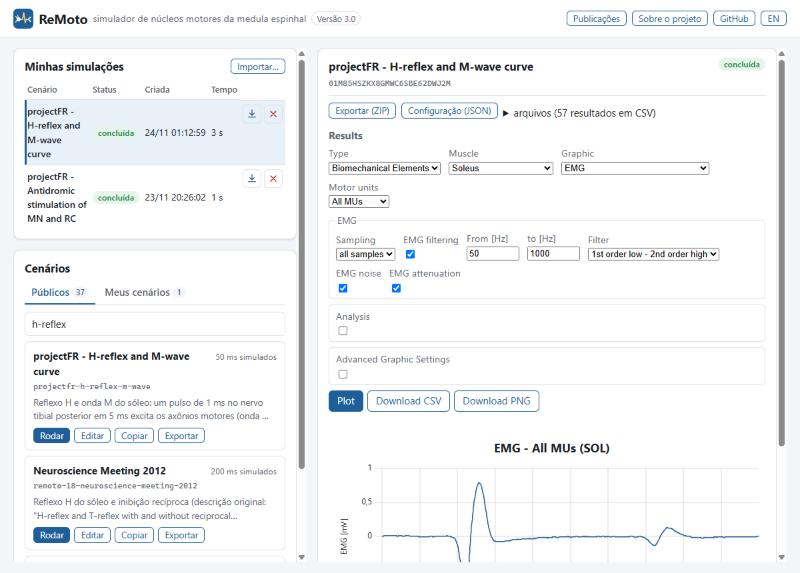 ReMoto simulador de núcleos motores da medula espinhal Versão 3.0
Publicações Sobre o projeto GitHub EN
Minhas simulações Importar...
Cenário Status Criada Tempo
projectFR -
H-reflex and
M-wave
curve
concluída 24/11 01:12:59 3 s
projectFR -
Antidromic
stimulation of
MN and RC
concluída 23/11 20:26:02 1 s
Cenários
Públicos 37 Meus cenários 1
h-reflex
projectFR - H-reflex and M-wave
curve
50 ms simulados
projectfr-h-reflex-m-wave
Reflexo H e onda M do sóleo: um pulso de 1 ms no nervo
tibial posterior em 5 ms excita os axônios motores (onda ...
Rodar Editar Copiar Exportar
Neuroscience Meeting 2012 200 ms simulados
remoto-18-neuroscience-meeting-2012
Reflexo H do sóleo e inibição recíproca (descrição original:
"H-reflex and T-reflex with and without reciprocal...
Rodar Editar Copiar Exportar
projectFR - H-reflex and M-wave curve concluída
Exportar (ZIP) Configuração (JSON) ▶ arquivos (57 resultados em CSV)
Results
Type Muscle Graphic
Biomechanical Elements Soleus EMG
Motor units
All MUs
EMG
Sampling EMG filtering From [Hz] to [Hz] Filter
all samples 50 1000 1st order low - 2nd order high
EMG noise EMG attenuation
Analysis
Advanced Graphic Settings
Plot Download CSV Download PNG
EMG - All MUs (SOL)
1
0,5
0
EMG [mV]